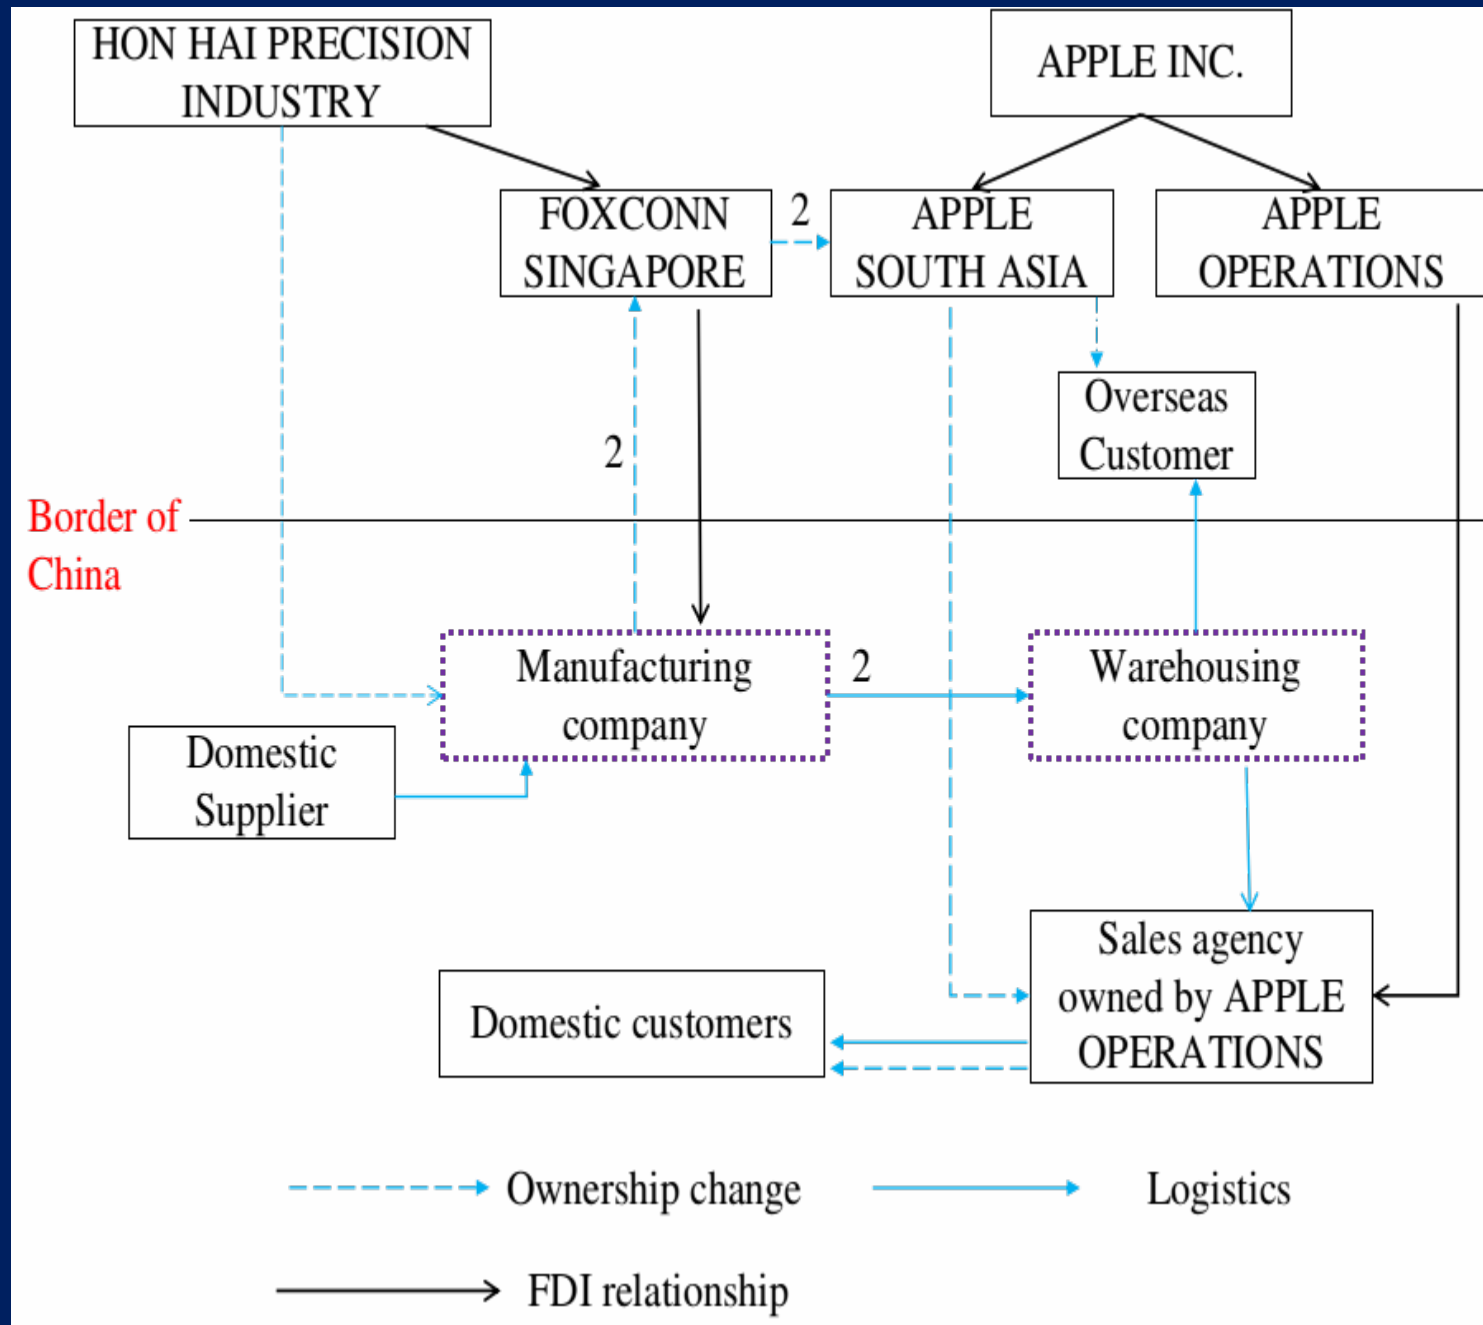 HON HAI PRECISION
INDUSTRY
APPLE INC.
FOXCONN
SINGAPORE
2
APPLE
SOUTH ASIA
APPLE
OPERATIONS
Overseas
Customer
2
Border of
China
Manufacturing
company
2
Warehousing
company
Domestic
Supplier
Sales agency
owned by APPLE
OPERATIONS
Domestic customers
Ownership change
Logistics
FDI relationship